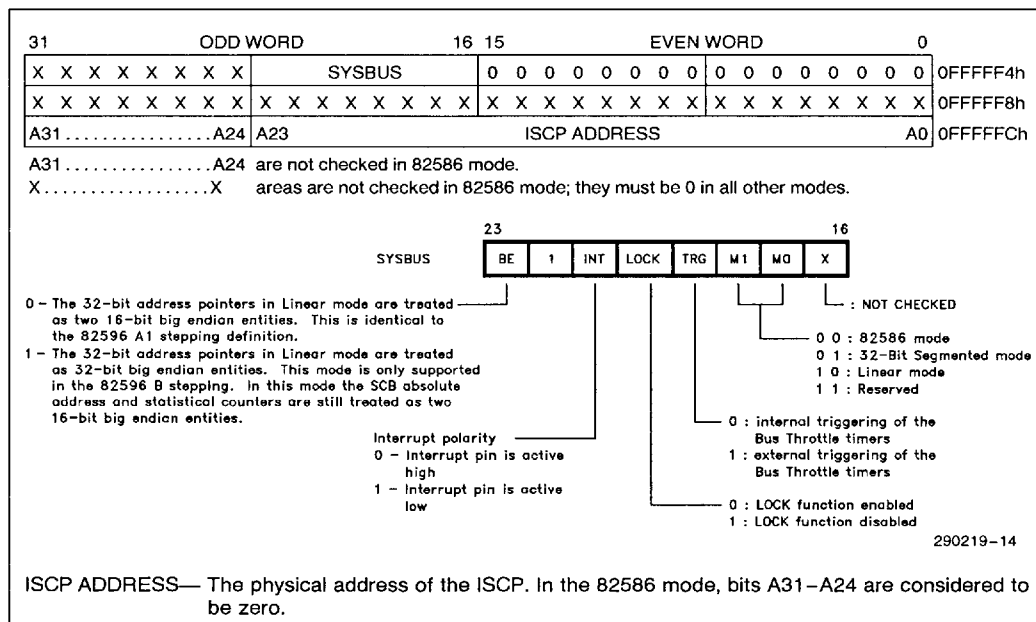 31 ODD WORD 16 15 EVEN WORD 0
X X X X X X X X SYSBUS 0 0 0 0 0 0 0 0 0 0 0 0 0 0 0 0 0FFFFF4h
X X X X X X X X X X X X X X X X X X X X X X X X X X X X X X X X 0FFFFF8h
A31...............A24 A23 ISCP ADDRESS A0 0FFFFFCh
A31................A24 are not checked in 82586 mode.
X..................X areas are not checked in 82586 mode; they must be 0 in all other modes.
23 16
SYSBUS BE 1 INT LOCK TRG M1 M0 X
0 – The 32-bit address pointers in Linear mode are treated
as two 16-bit big endian entities. This is identical to
the 82596 A1 stepping definition.
1 – The 32-bit address pointers in Linear mode are treated
as 32-bit big endian entities. This mode is only supported
in the 82596 B stepping. In this mode the SCB absolute
address and statistical counters are still treated as two
16-bit big endian entities.
: NOT CHECKED
0 0 : 82586 mode
0 1 : 32-Bit Segmented mode
1 0 : Linear mode
1 1 : Reserved
Interrupt polarity
0 – Interrupt pin is active
high
1 – Interrupt pin is active
low
0 : internal triggering of the
Bus Throttle timers
1 : external triggering of the
Bus Throttle timers
0 : LOCK function enabled
1 : LOCK function disabled
290219–14
ISCP ADDRESS— The physical address of the ISCP. In the 82586 mode, bits A31–A24 are considered to
be zero.